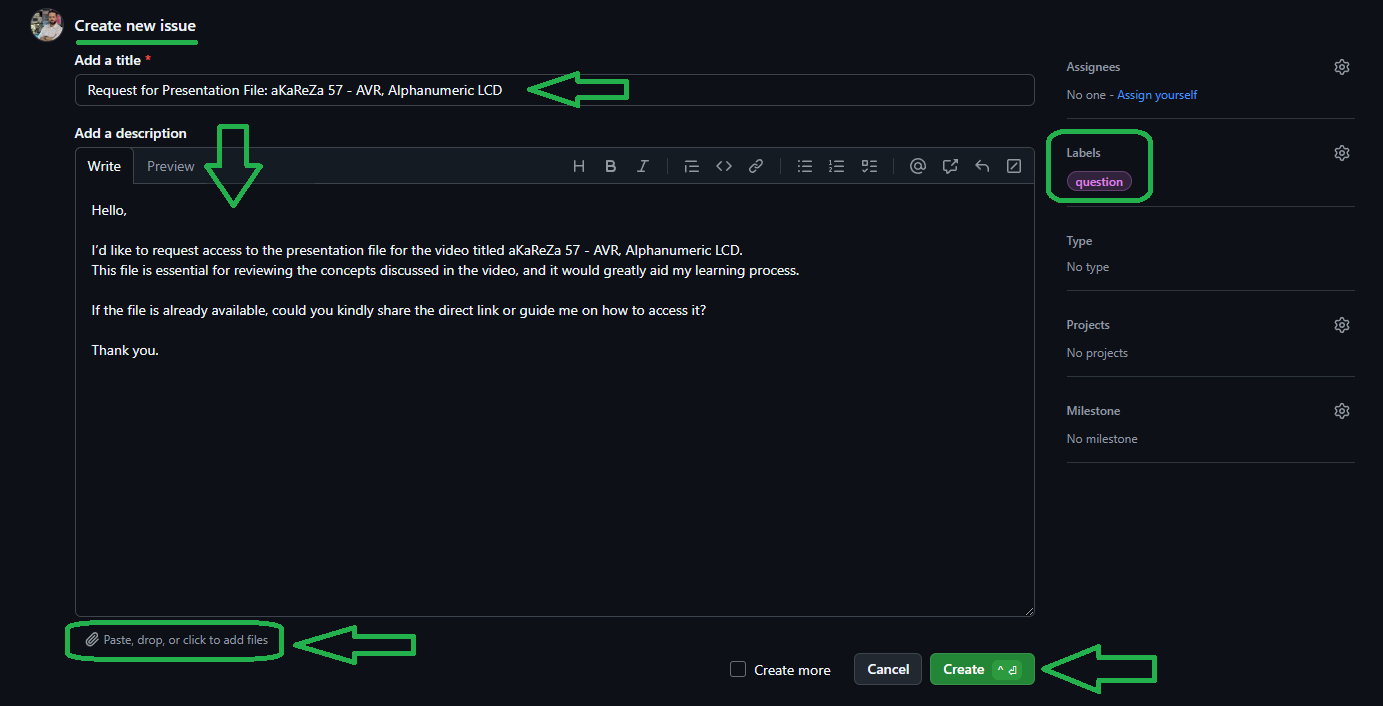 Create new issue
Add a title *
Request for Presentation File: aKaReZa 57 - AVR, Alphanumeric LCD
Add a description
Write
Preview
Hello,
I'd like to request access to the presentation file for the video titled aKaReZa 57 - AVR, Alphanumeric LCD.
This file is essential for reviewing the concepts discussed in the video, and it would greatly aid my learning process.
If the file is already available, could you kindly share the direct link or guide me on how to access it?
Thank you.
Paste, drop, or click to add files
Create more
Cancel
Create
Assignees
No one - Assign yourself
Labels
question
Type
No type
Projects
No projects
Milestone
No milestone